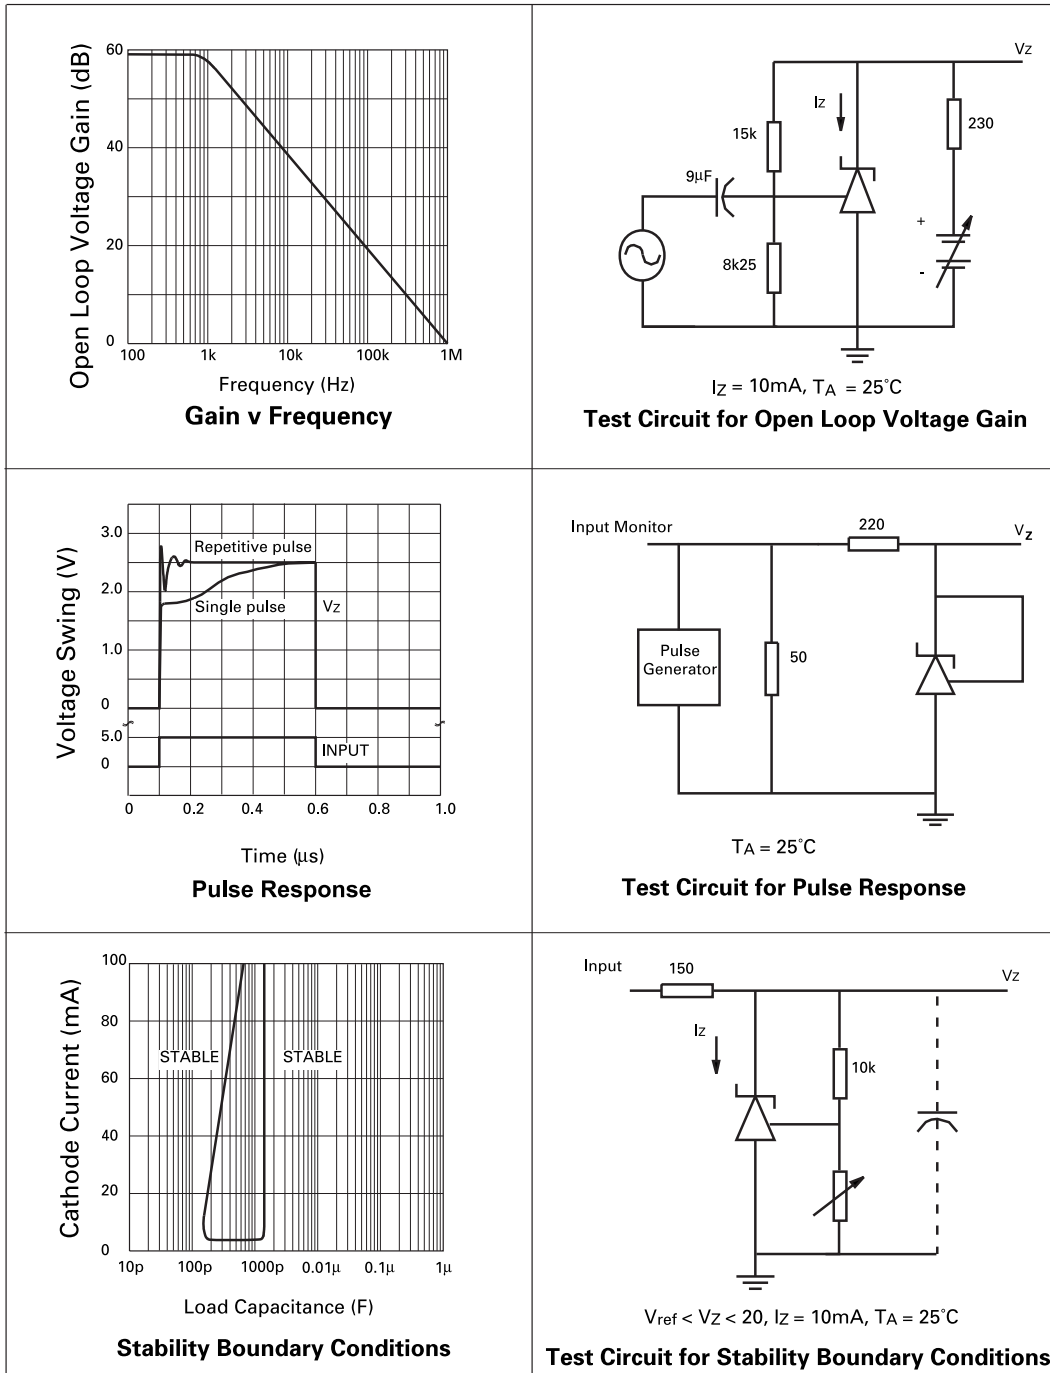 Open Loop Voltage Gain (dB)
60
40
20
0
100 1k 10k 100k 1M
Frequency (Hz)
Gain v Frequency
VZ
IZ
15k
230
9µF
8k25
+
-
IZ = 10mA, TA = 25°C
Test Circuit for Open Loop Voltage Gain
Voltage Swing (V)
3.0
2.0
1.0
0
5.0
0
Repetitive pulse
Single pulse
VZ
INPUT
0 0.2 0.4 0.6 0.8 1.0
Time (µs)
Pulse Response
Input Monitor
220
VZ
Pulse
Generator
50
TA = 25°C
Test Circuit for Pulse Response
Cathode Current (mA)
100
80
60
40
20
0
STABLE STABLE
10p 100p 1000p 0.01µ 0.1µ 1µ
Load Capacitance (F)
Stability Boundary Conditions
Input
150
VZ
IZ
10k
Vref < VZ < 20, IZ = 10mA, TA = 25°C
Test Circuit for Stability Boundary Conditions